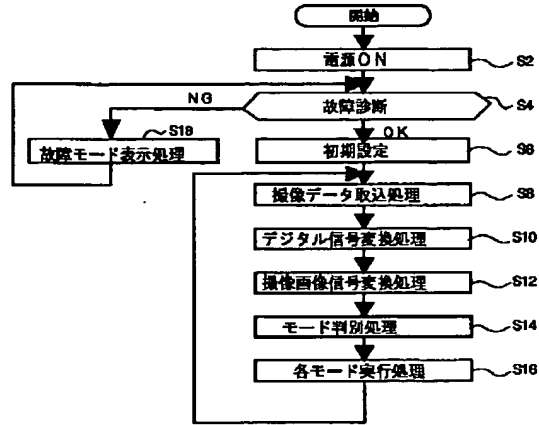 開始
電源ON
S2
NG
故障診断
S4
S18
OK
故障モード表示処理
初期設定
S6
撮像データ取込処理
S8
デジタル信号変換処理
S10
撮像画像信号変換処理
S12
モード判別処理
S14
各モード実行処理
S16